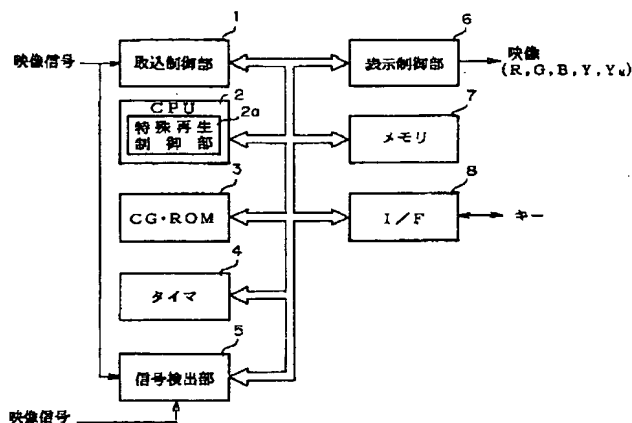 1
映像信号
取込制御部
2
CPU
2a
特殊再生
制御部
3
CG・ROM
4
タイマ
5
信号検出部
映像信号
6
表示制御部
映像
(R,G,B,Y,YM)
7
メモリ
8
I/F
キー